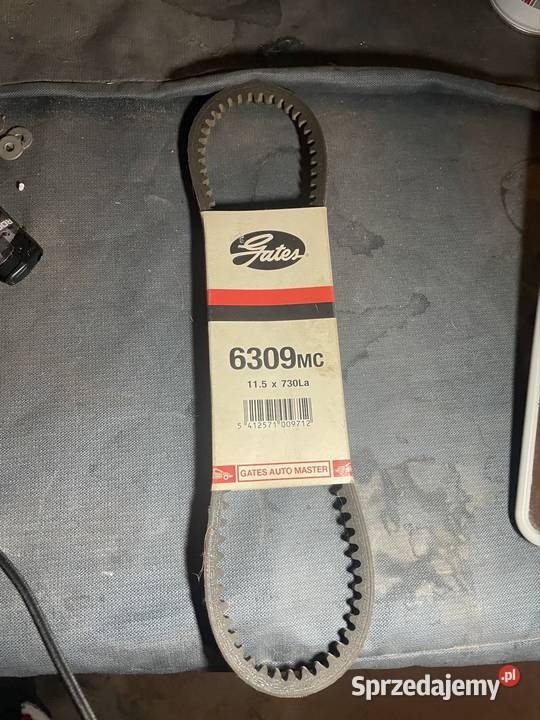 Gates
6309MC
11.5 x 730La
5 412571 009712
GATES AUTO MASTER
Sprzedajemy.pl